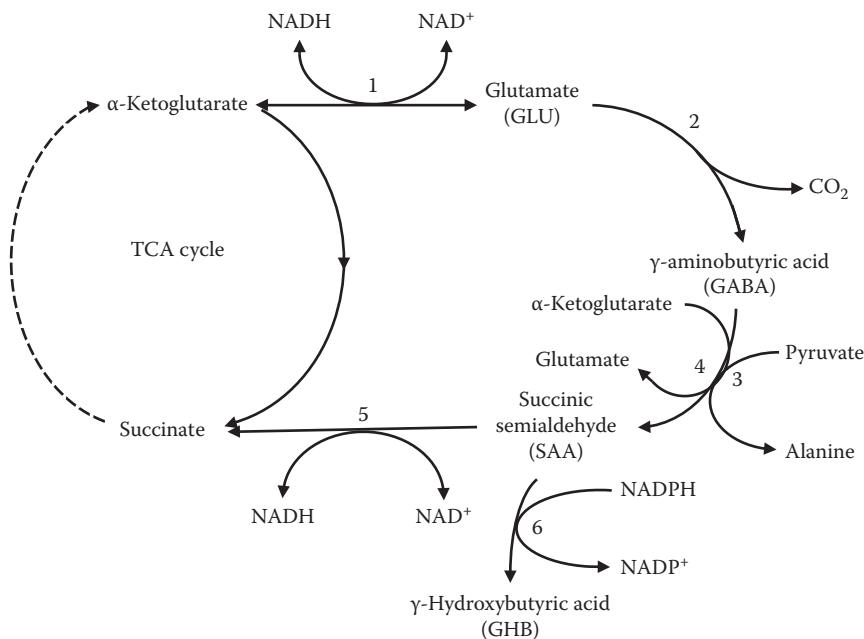 NADH
NAD⁺
1
α-Ketoglutarate
Glutamate
(GLU)
2
CO₂
TCA cycle
γ-aminobutyric acid
(GABA)
α-Ketoglutarate
Glutamate
4
3
Pyruvate
Succinic
semialdehyde
(SAA)
Alanine
Succinate
5
NADH
NAD⁺
NADPH
6
NADP⁺
γ-Hydroxybutyric acid
(GHB)